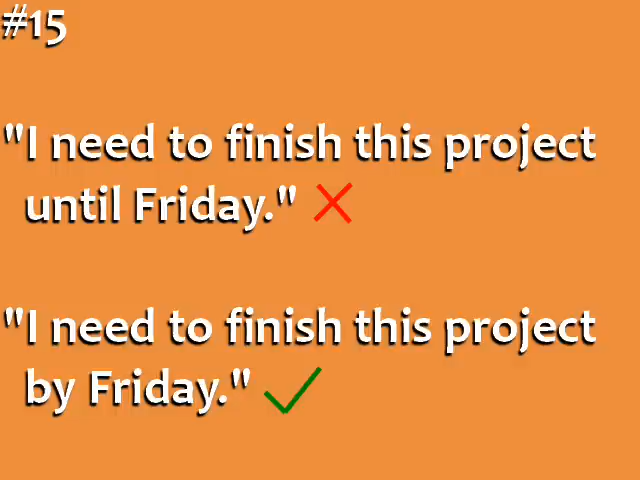 #15
"I need to finish this project
until Friday."
"I need to finish this project
by Friday."